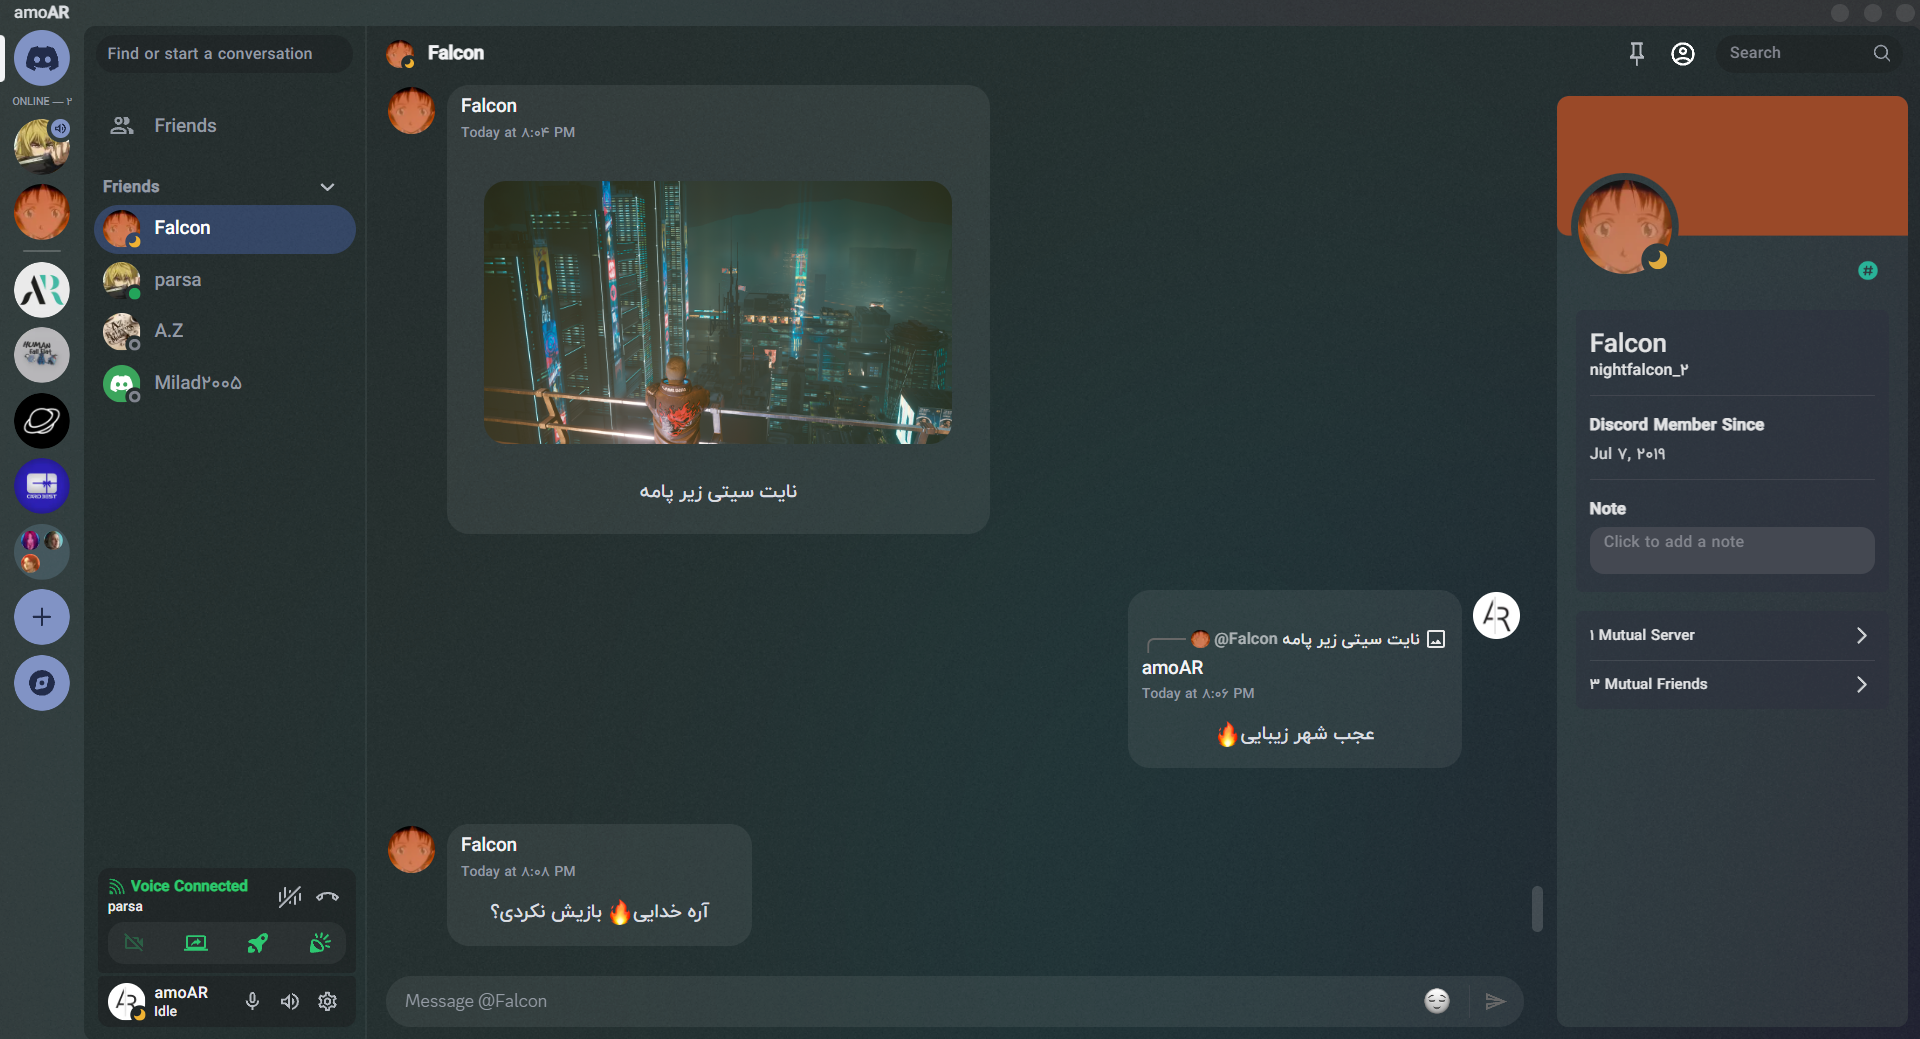 amoAR
ONLINE — ۲
Find or start a conversation
Friends
Friends
Falcon
parsa
A.Z
Milad۲۰۰۵
Voice Connected
parsa
amoAR
Idle
Falcon
Search
Falcon
Today at ۸:۰۴ PM
نایت سیتی زیر پامه
@Falcon نایت سیتی زیر پامه
amoAR
Today at ۸:۰۶ PM
عجب شهر زیبایی🔥
Falcon
Today at ۸:۰۸ PM
آره خدایی🔥 بازیش نکردی؟
Message @Falcon
Falcon
nightfalcon_۲
Discord Member Since
Jul ۷, ۲۰۱۹
Note
Click to add a note
۱ Mutual Server
۳ Mutual Friends